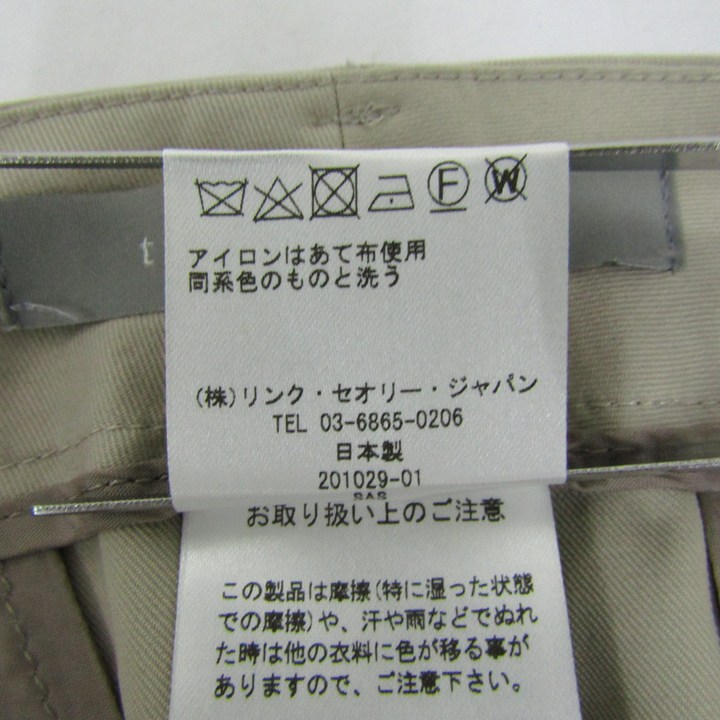 F W
t
アイロンはあて布使用
同系色のものと洗う
(株)リンク・セオリー・ジャパン
TEL 03-6865-0206
日本製
201029-01
SAS
お取り扱い上のご注意
この製品は摩擦(特に湿った状態
での摩擦)や、汗や雨などでぬれ
た時は他の衣料に色が移る事が
ありますので、ご注意下さい。